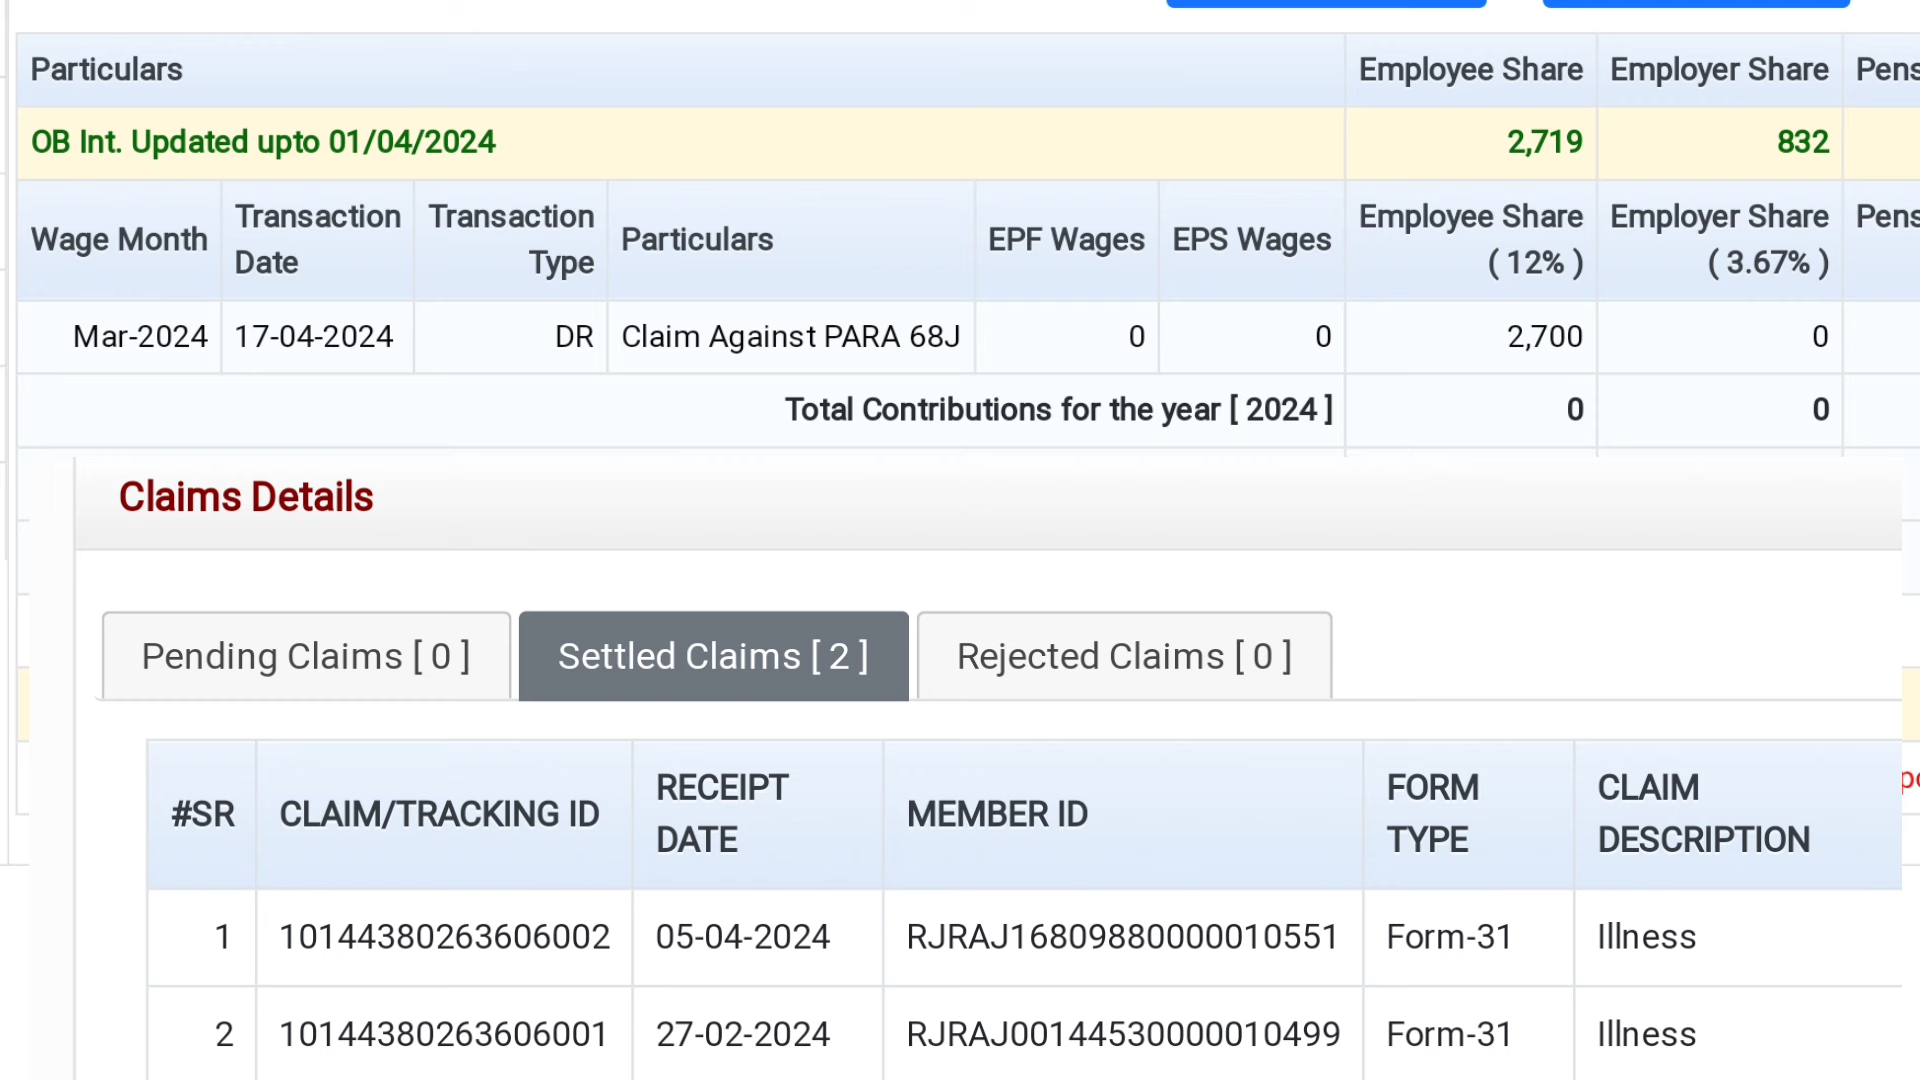 Particulars Employee Share Employer Share
OB Int. Updated upto 01/04/2024 2,719 832
Wage Month Transaction Date Transaction Type Particulars EPF Wages EPS Wages Employee Share ( 12% ) Employer Share ( 3.67% )
Mar-2024 17-04-2024 DR Claim Against PARA 68J 0 0 2,700 0
Total Contributions for the year [ 2024 ] 0 0
Claims Details
Pending Claims [ 0 ] Settled Claims [ 2 ] Rejected Claims [ 0 ]
#SR CLAIM/TRACKING ID RECEIPT DATE MEMBER ID FORM TYPE CLAIM DESCRIPTION
1 10144380263606002 05-04-2024 RJRAJ16809880000010551 Form-31 Illness
2 10144380263606001 27-02-2024 RJRAJ00144530000010499 Form-31 Illness